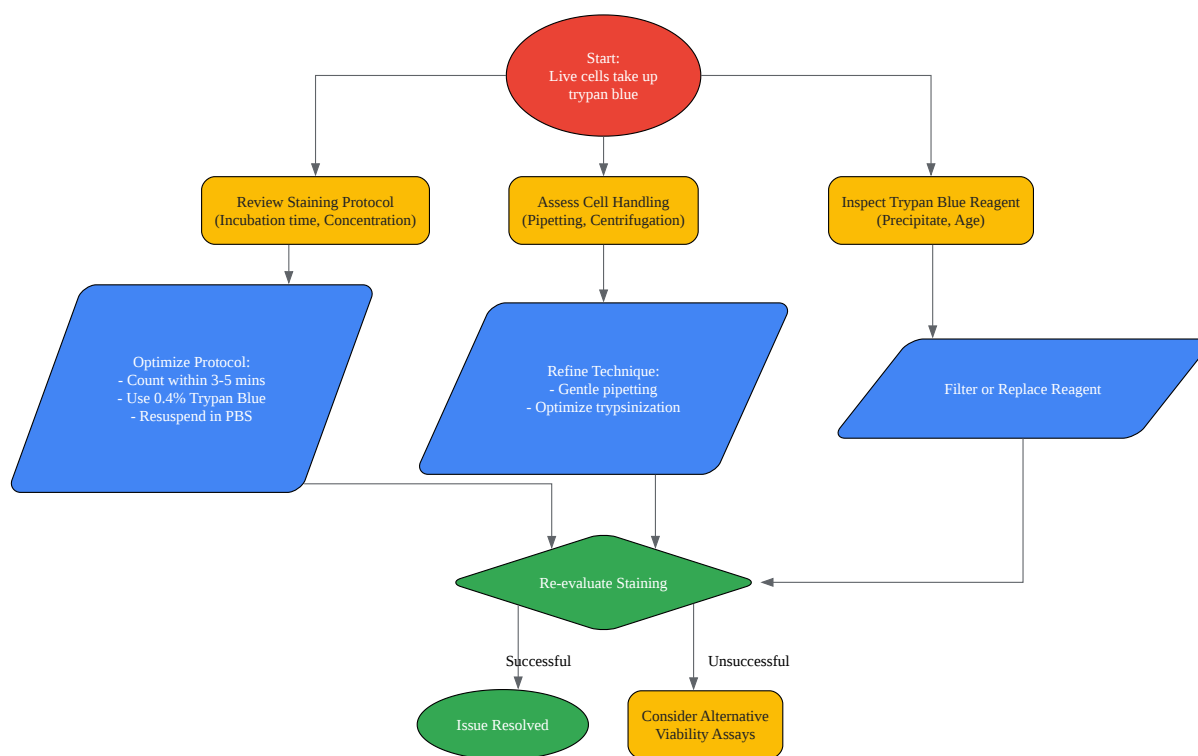 Start:
Live cells take up
trypan blue
Review Staining Protocol
(Incubation time, Concentration)
Assess Cell Handling
(Pipetting, Centrifugation)
Inspect Trypan Blue Reagent
(Precipitate, Age)
Optimize Protocol:
- Count within 3-5 mins
- Use 0.4% Trypan Blue
- Resuspend in PBS
Refine Technique:
- Gentle pipetting
- Optimize trypsinization
Filter or Replace Reagent
Re-evaluate Staining
Successful
Unsuccessful
Issue Resolved
Consider Alternative
Viability Assays